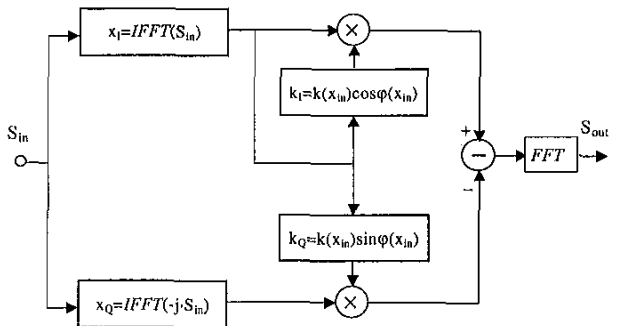 x_I=IFFT(S_in)
×
k_I=k(x_in)cosφ(x_in)
S_in
+
−
FFT
S_out
-
k_Q=k(x_in)sinφ(x_in)
x_Q=IFFT(-j·S_in)
×